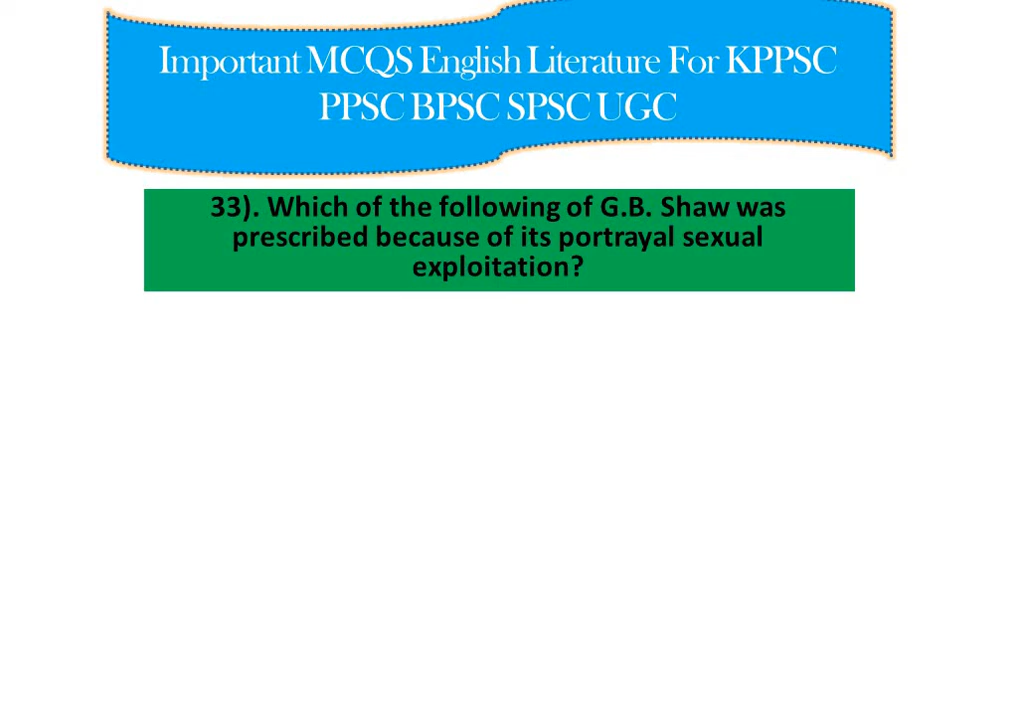 Important MCQS English Literature For KPPSC
PPSC BPSC SPSC UGC
33). Which of the following of G.B. Shaw was
prescribed because of its portrayal sexual
exploitation?